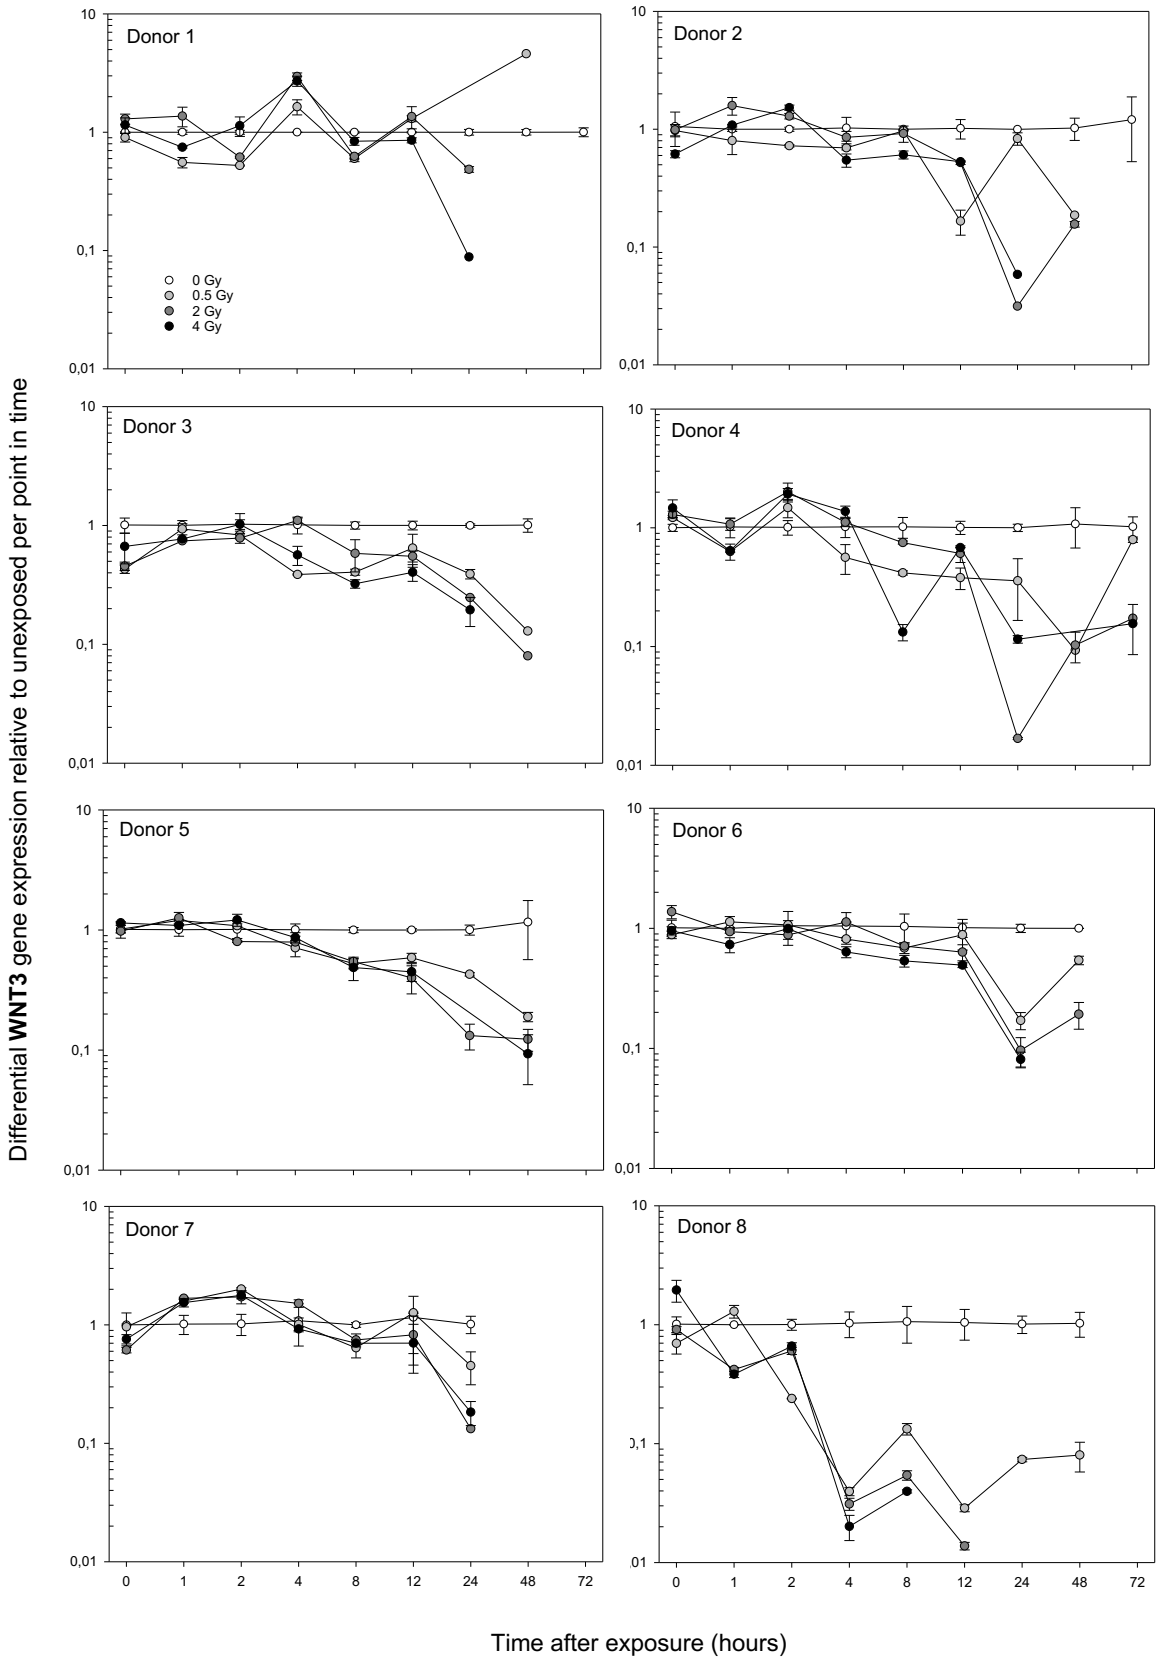 Differential WNT3 gene expression relative to unexposed per point in time
Donor 1
10
1
0,1
0,01
0 Gy
0.5 Gy
2 Gy
4 Gy
Donor 2
10
1
0,1
0,01
Donor 3
10
1
0,1
0,01
Donor 4
10
1
0,1
0,01
Donor 5
10
1
0,1
0,01
Donor 6
10
1
0,1
0,01
Donor 7
10
1
0,1
0,01
0 1 2 4 8 12 24 48 72
Donor 8
10
1
0,1
,01
0 1 2 4 8 12 24 48 72
Time after exposure (hours)